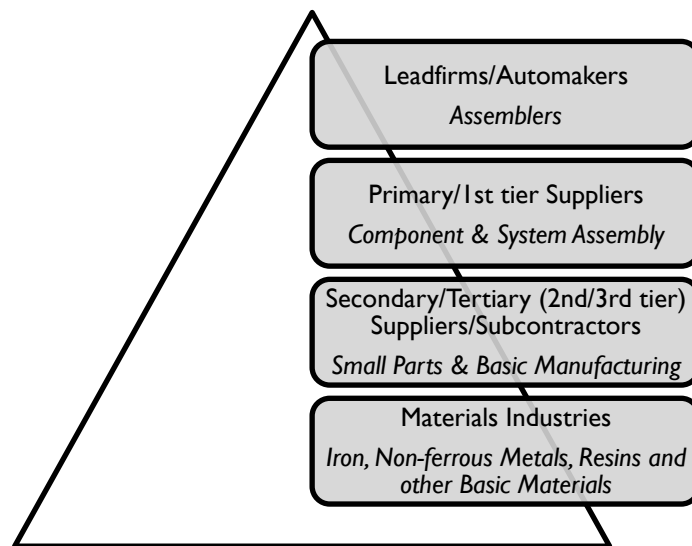 Leadfirms/Automakers
Assemblers
Primary/1st tier Suppliers
Component & System Assembly
Secondary/Tertiary (2nd/3rd tier)
Suppliers/Subcontractors
Small Parts & Basic Manufacturing
Materials Industries
Iron, Non-ferrous Metals, Resins and
other Basic Materials